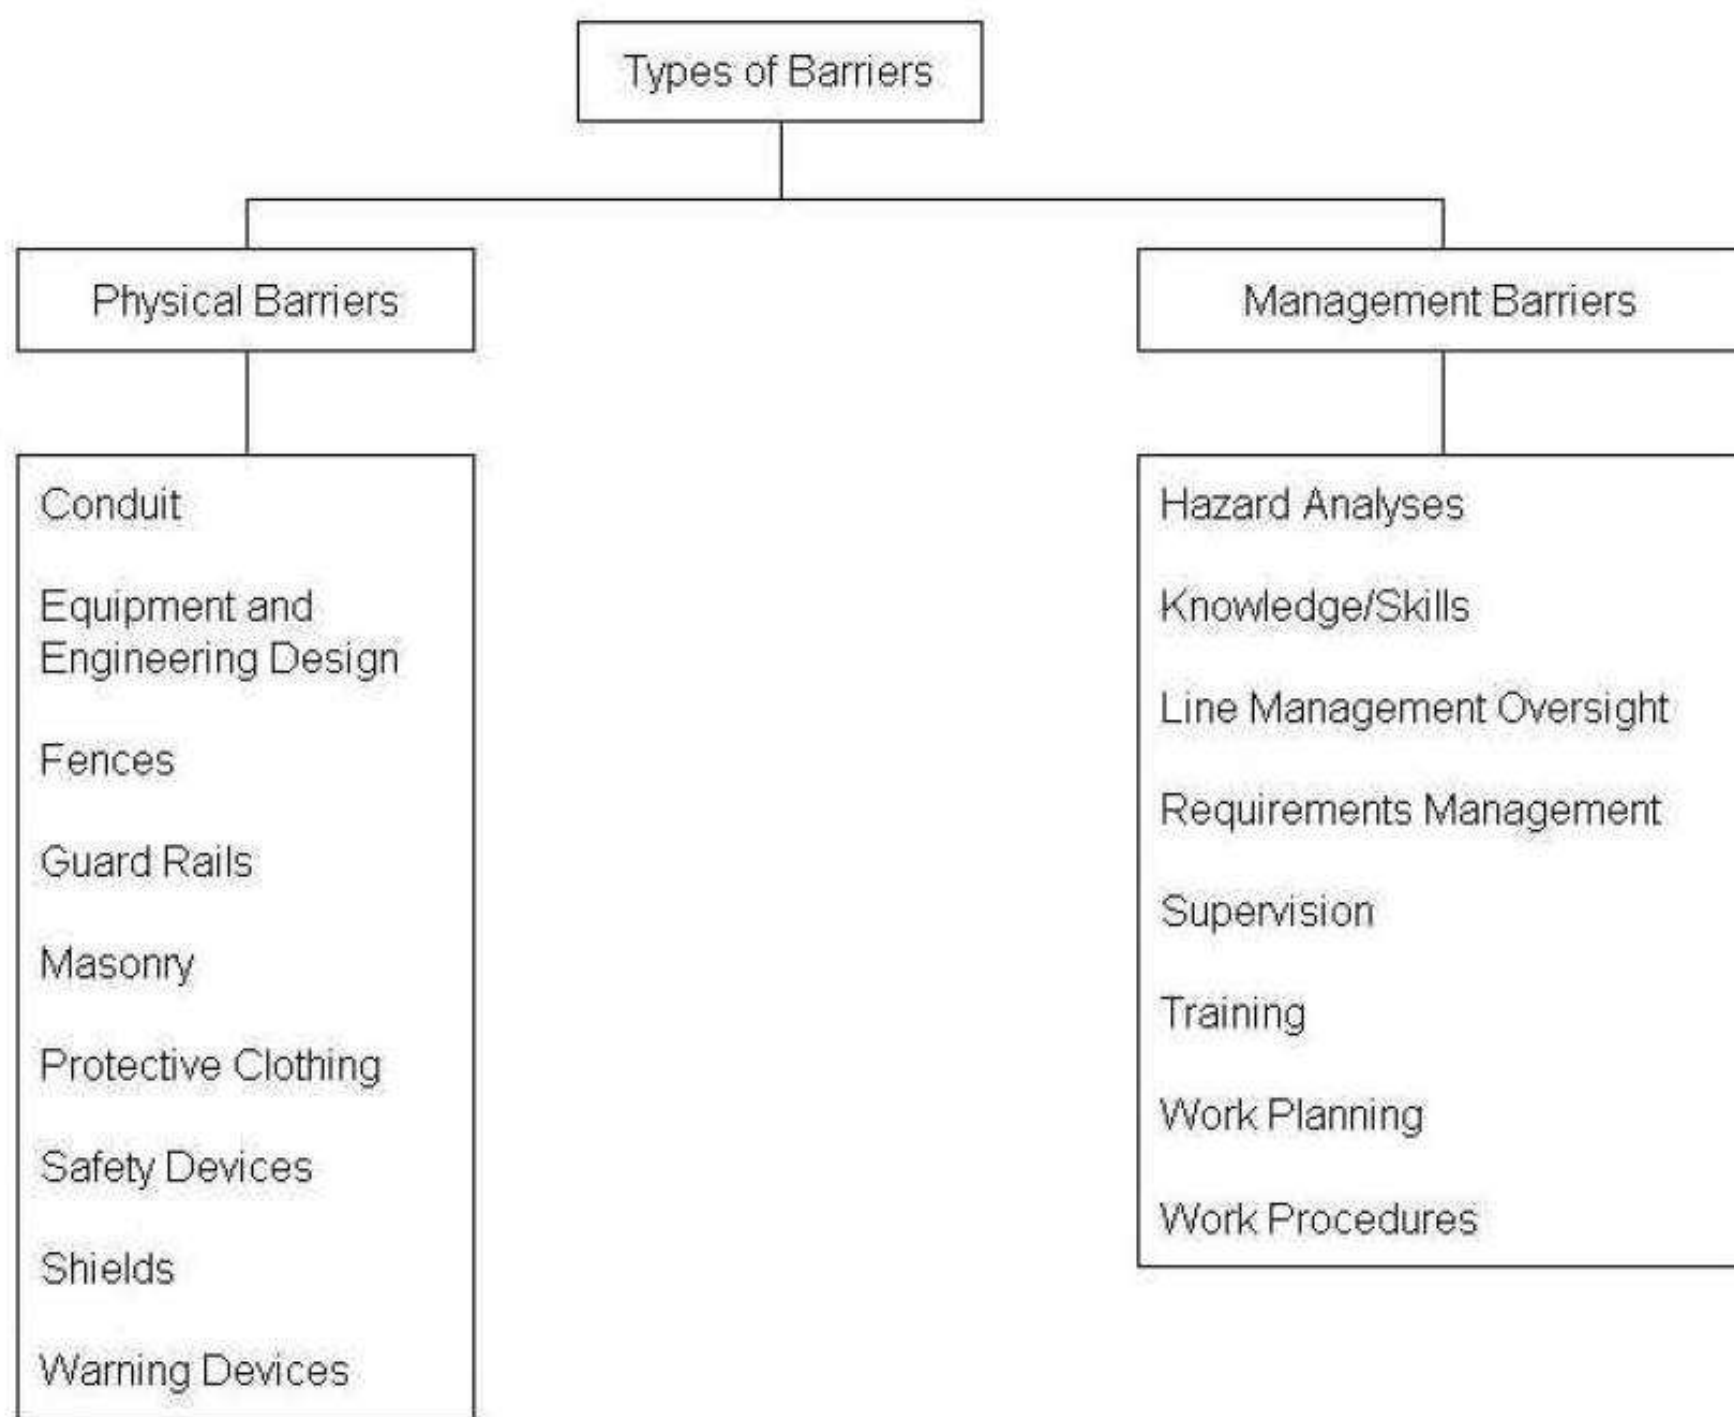 Types of Barriers
Physical Barriers
Management Barriers
Conduit
Equipment and
Engineering Design
Fences
Guard Rails
Masonry
Protective Clothing
Safety Devices
Shields
Warning Devices
Hazard Analyses
Knowledge/Skills
Line Management Oversight
Requirements Management
Supervision
Training
Work Planning
Work Procedures